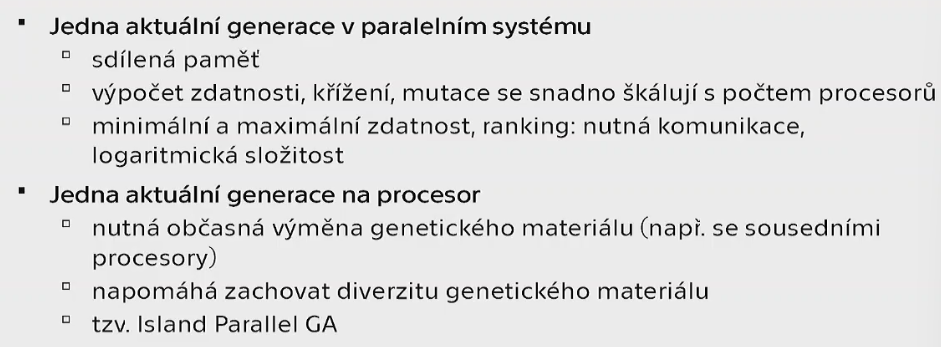 Jedna aktuální generace v paralelním systému
sdílená paměť
výpočet zdatnosti, křížení, mutace se snadno škálují s počtem procesorů
minimální a maximální zdatnost, ranking: nutná komunikace,
logaritmická složitost
Jedna aktuální generace na procesor
nutná občasná výměna genetického materiálu (např. se sousedními
procesory)
napomáhá zachovat diverzitu genetického materiálu
tzv. Island Parallel GA